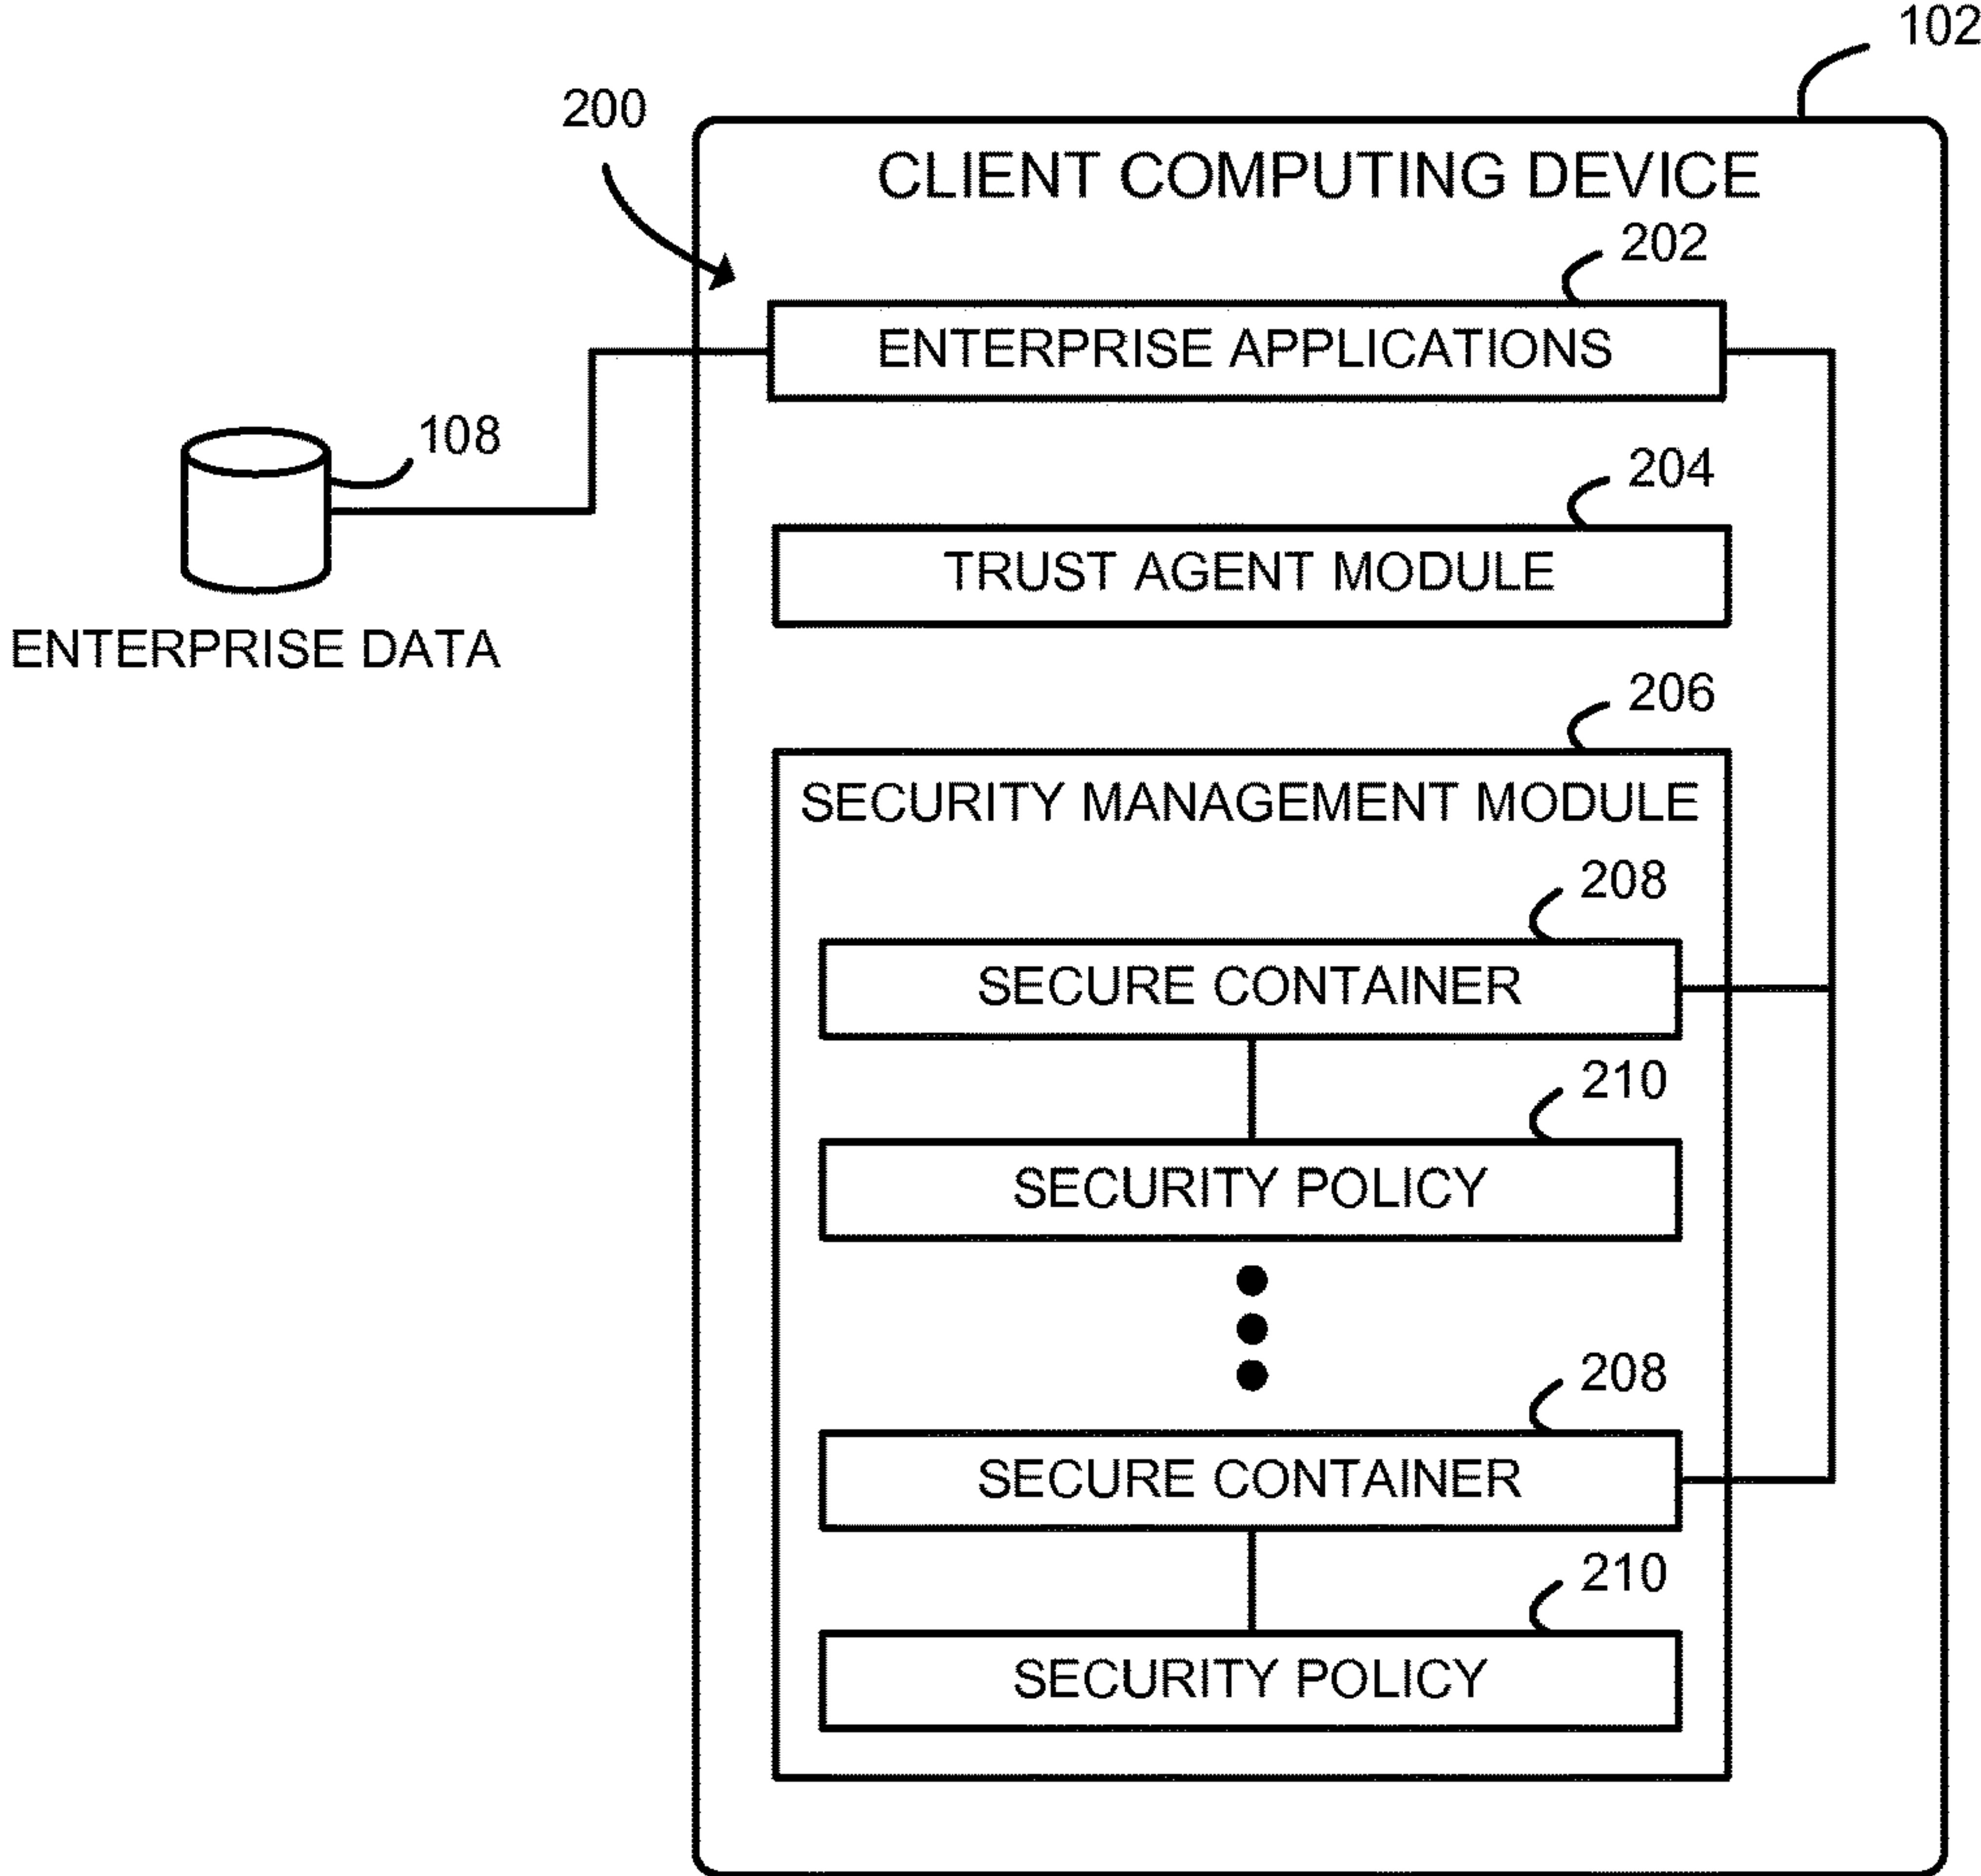 102
200
CLIENT COMPUTING DEVICE
202
ENTERPRISE APPLICATIONS
108
204
TRUST AGENT MODULE
ENTERPRISE DATA
206
SECURITY MANAGEMENT MODULE
208
SECURE CONTAINER
210
SECURITY POLICY
208
SECURE CONTAINER
210
SECURITY POLICY